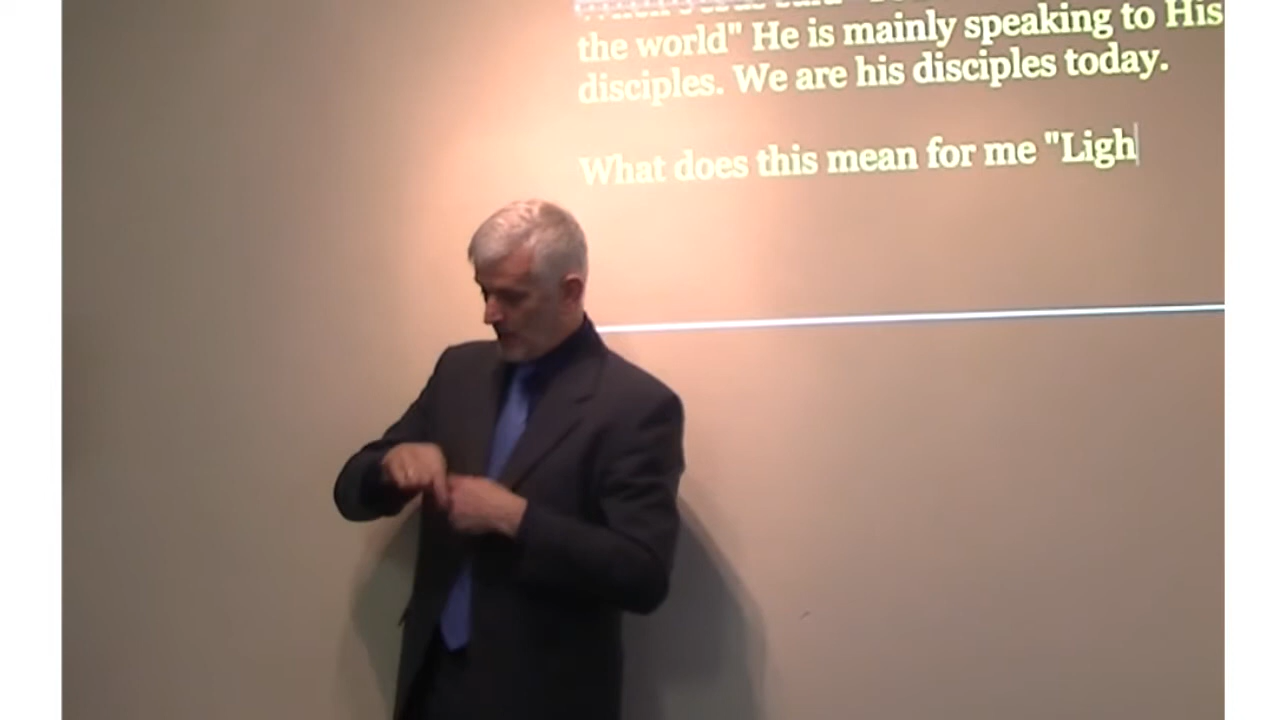 the world" He is mainly speaking to His
disciples. We are his disciples today.
What does this mean for me "Ligh